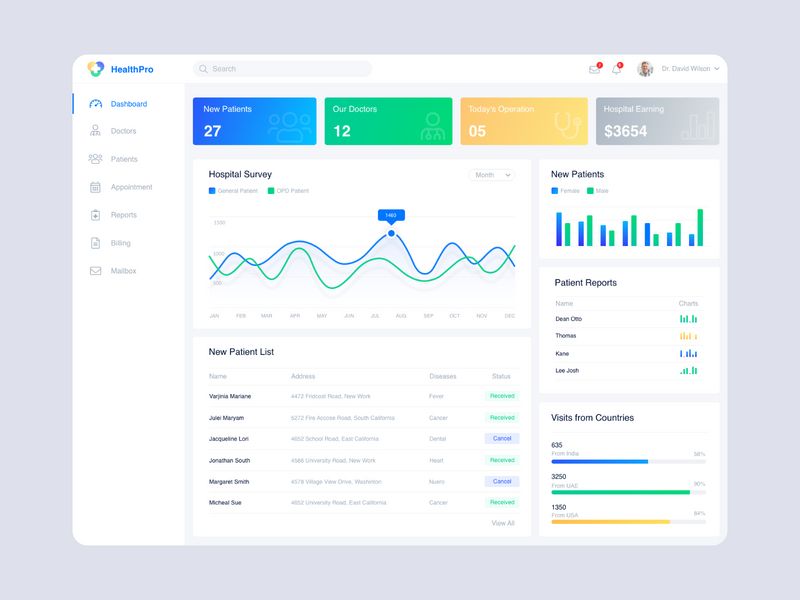 HealthPro
Search
Dr. David Wilson
Dashboard
Doctors
Patients
Appointment
Reports
Billing
Mailbox
New Patients
27
Our Doctors
12
Today's Operation
05
Hospital Earning
$3654
Hospital Survey
Month
General Patient
OPD Patient
1480
1500
1000
500
JAN FEB MAR APR MAY JUN JUL AUG SEP OCT NOV DEC
New Patients
Female Male
Patient Reports
Name Charts
Dean Otto
Thomas
Kane
Lee Josh
New Patient List
Name Address Diseases Status
Varjinia Mariane 4472 Fridcost Road, New Work Fever Received
Julei Maryam 5272 Fire Accose Road, South California Cancer Received
Jacqueline Lori 4652 School Road, East California Dental Cancel
Jonathan South 4566 University Road, New Work Heart Received
Margaret Smith 4578 Village View Drive, Washinton Nuero Cancel
Micheal Sue 4652 University Road, East California Cancer Received
View All
Visits from Countries
635
From India 58%
3250
From UAE 90%
1350
From USA 84%